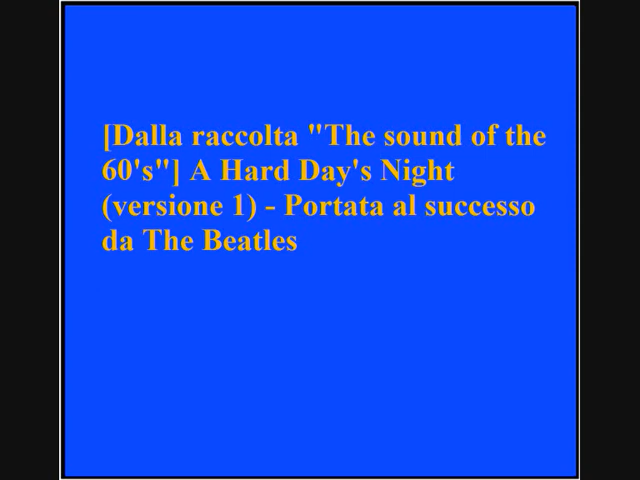 [Dalla raccolta "The sound of the
60's"] A Hard Day's Night
(versione 1) - Portata al successo
da The Beatles